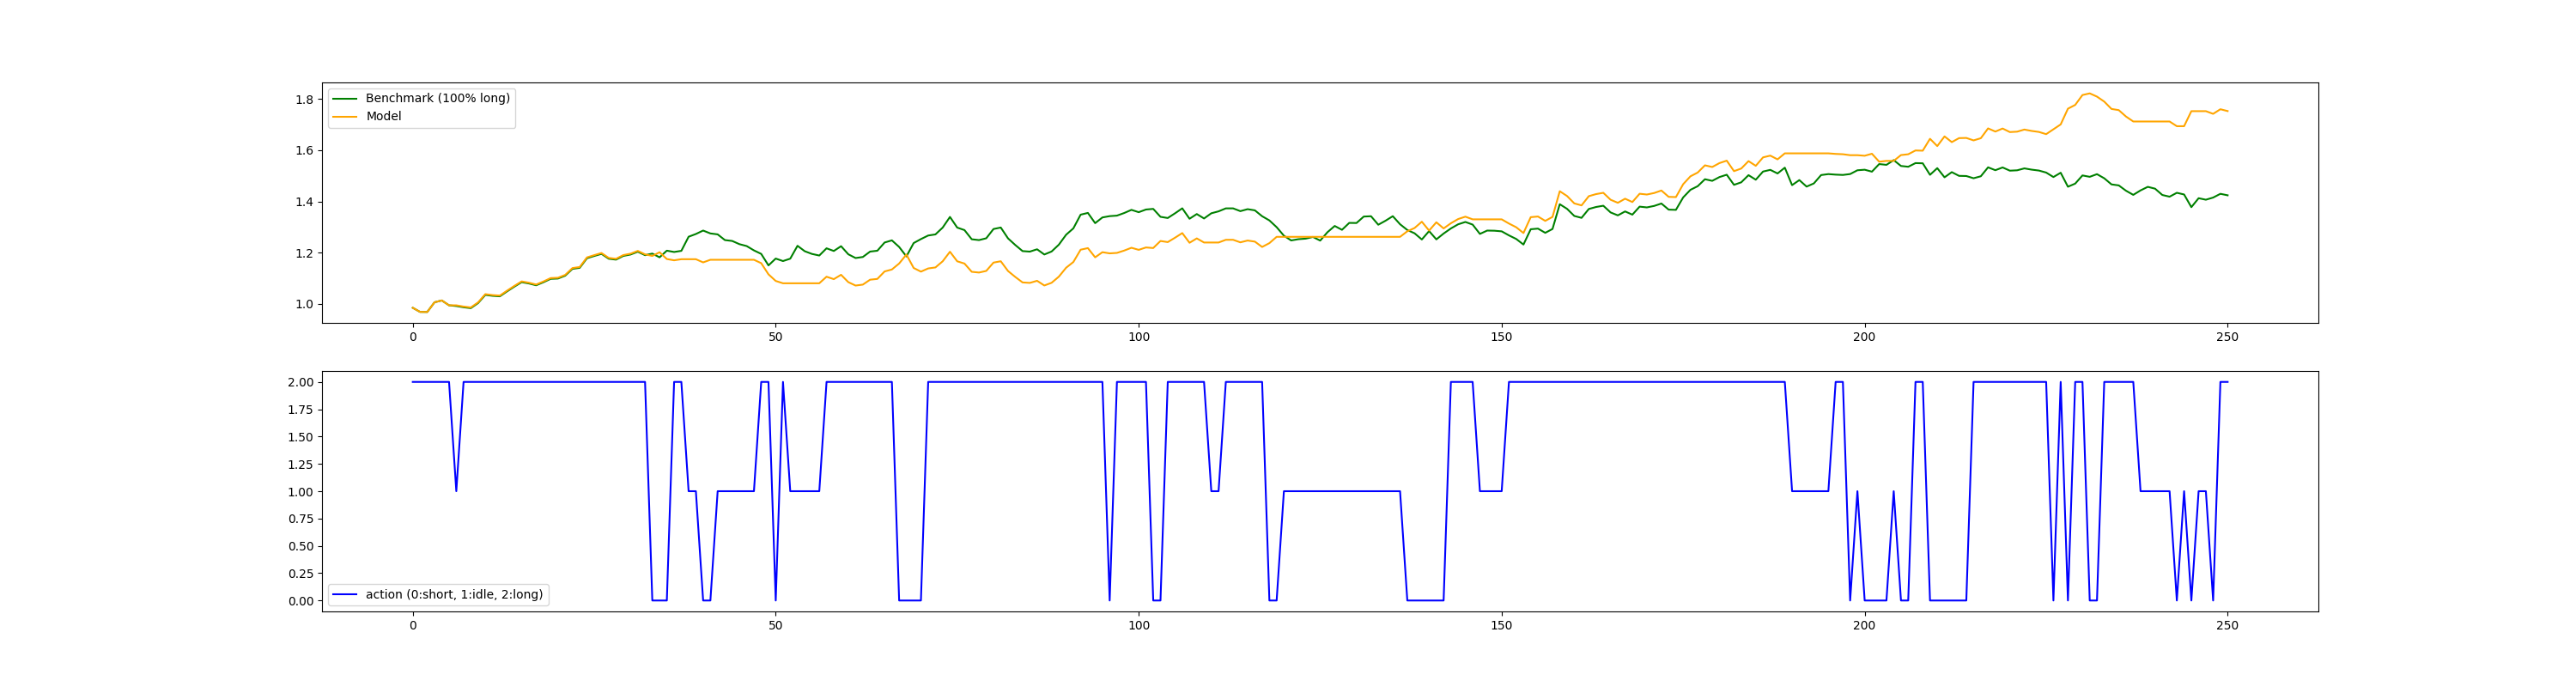 1.8
1.6
1.4
1.2
1.0
Benchmark (100% long)
Model
0 50 100 150 200 250
2.00
1.75
1.50
1.25
1.00
0.75
0.50
0.25
0.00
action (0:short, 1:idle, 2:long)
0 50 100 150 200 250